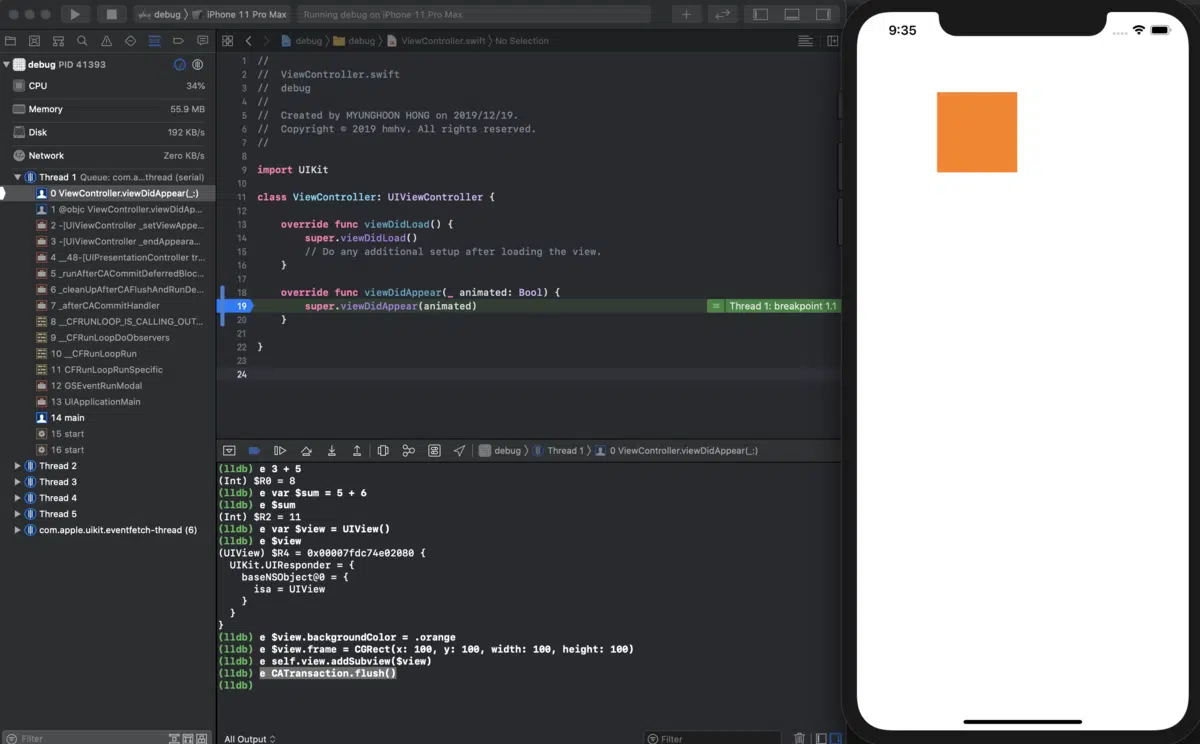 debug 〉 iPhone 11 Pro Max
Running debug on iPhone 11 Pro Max
debug PID 41393
CPU 34%
Memory 55.9 MB
Disk 192 KB/s
Network Zero KB/s
Thread 1 Queue: com.a...thread (serial)
0 ViewController.viewDidAppear(_:)
1 @objc ViewController.viewDidAp...
2 -[UIViewController _setViewAppe...
3 -[UIViewController _endAppeara...
4 __48-[UIPresentationController tr...
5 _runAfterCACommitDeferredBloc...
6 _cleanUpAfterCAFlushAndRunDe...
7 _afterCACommitHandler
8 __CFRUNLOOP_IS_CALLING_OUT...
9 __CFRunLoopDoObservers
10 __CFRunLoopRun
11 CFRunLoopRunSpecific
12 GSEventRunModal
13 UIApplicationMain
14 main
15 start
16 start
Thread 2
Thread 3
Thread 4
Thread 5
com.apple.uikit.eventfetch-thread (6)
Filter
debug 〉 debug 〉 ViewController.swift 〉 No Selection
1 //
2 //  ViewController.swift
3 //  debug
4 //
5 //  Created by MYUNGHOON HONG on 2019/12/19.
6 //  Copyright © 2019 hmhv. All rights reserved.
7 //
8
9 import UIKit
10
11 class ViewController: UIViewController {
12
13     override func viewDidLoad() {
14         super.viewDidLoad()
15         // Do any additional setup after loading the view.
16     }
17
18     override func viewDidAppear(_ animated: Bool) {
19         super.viewDidAppear(animated) = Thread 1: breakpoint 1.1
20     }
21
22 }
23
24
debug 〉 Thread 1 〉 0 ViewController.viewDidAppear(_:)
(lldb) e 3 + 5
(Int) $R0 = 8
(lldb) e var $sum = 5 + 6
(lldb) e $sum
(Int) $R2 = 11
(lldb) e var $view = UIView()
(lldb) e $view
(UIView) $R4 = 0x00007fdc74e02080 {
  UIKit.UIResponder = {
    baseNSObject@0 = {
      isa = UIView
    }
  }
}
(lldb) e $view.backgroundColor = .orange
(lldb) e $view.frame = CGRect(x: 100, y: 100, width: 100, height: 100)
(lldb) e self.view.addSubview($view)
(lldb) e CATransaction.flush()
(lldb)
All Output
Filter
9:35